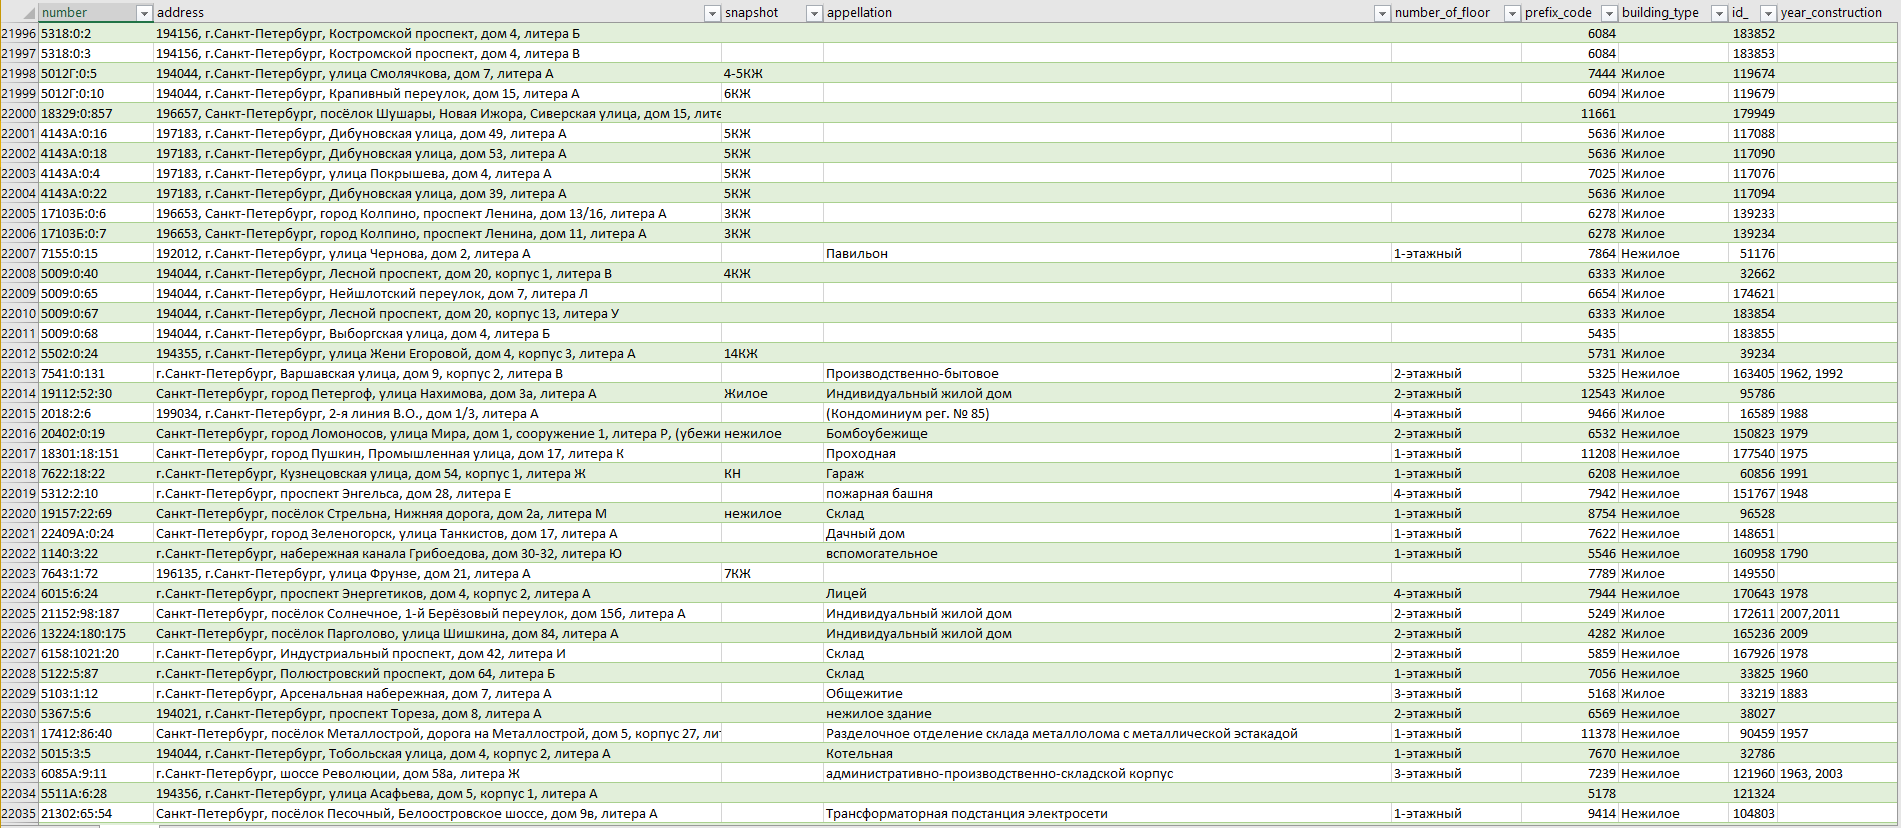 number address snapshot appellation number_of_floor prefix_code building_type id_ year_construction
21996 5318:0:2 194156, г.Санкт-Петербург, Костромской проспект, дом 4, литера Б 6084 183852
21997 5318:0:3 194156, г.Санкт-Петербург, Костромской проспект, дом 4, литера В 6084 183853
21998 5012Г:0:5 194044, г.Санкт-Петербург, улица Смолячкова, дом 7, литера А 4-5КЖ 7444 Жилое 119674
21999 5012Г:0:10 194044, г.Санкт-Петербург, Крапивный переулок, дом 15, литера А 6КЖ 6094 Жилое 119679
22000 18329:0:857 196657, Санкт-Петербург, посёлок Шушары, Новая Ижора, Сиверская улица, дом 15, лите 11661 179949
22001 4143А:0:16 197183, г.Санкт-Петербург, Дибуновская улица, дом 49, литера А 5КЖ 5636 Жилое 117088
22002 4143А:0:18 197183, г.Санкт-Петербург, Дибуновская улица, дом 53, литера А 5КЖ 5636 Жилое 117090
22003 4143А:0:4 197183, г.Санкт-Петербург, улица Покрышева, дом 4, литера А 5КЖ 7025 Жилое 117076
22004 4143А:0:22 197183, г.Санкт-Петербург, Дибуновская улица, дом 39, литера А 5КЖ 5636 Жилое 117094
22005 17103Б:0:6 196653, Санкт-Петербург, город Колпино, проспект Ленина, дом 13/16, литера А 3КЖ 6278 Жилое 139233
22006 17103Б:0:7 196653, Санкт-Петербург, город Колпино, проспект Ленина, дом 11, литера А 3КЖ 6278 Жилое 139234
22007 7155:0:15 192012, г.Санкт-Петербург, улица Чернова, дом 2, литера А Павильон 1-этажный 7864 Нежилое 51176
22008 5009:0:40 194044, г.Санкт-Петербург, Лесной проспект, дом 20, корпус 1, литера В 4КЖ 6333 Жилое 32662
22009 5009:0:65 194044, г.Санкт-Петербург, Нейшлотский переулок, дом 7, литера Л 6654 Жилое 174621
22010 5009:0:67 194044, г.Санкт-Петербург, Лесной проспект, дом 20, корпус 13, литера У 6333 Жилое 183854
22011 5009:0:68 194044, г.Санкт-Петербург, Выборгская улица, дом 4, литера Б 5435 183855
22012 5502:0:24 194355, г.Санкт-Петербург, улица Жени Егоровой, дом 4, корпус 3, литера А 14КЖ 5731 Жилое 39234
22013 7541:0:131 г.Санкт-Петербург, Варшавская улица, дом 9, корпус 2, литера В Производственно-бытовое 2-этажный 5325 Нежилое 163405 1962, 1992
22014 19112:52:30 Санкт-Петербург, город Петергоф, улица Нахимова, дом 3а, литера А Жилое Индивидуальный жилой дом 2-этажный 12543 Жилое 95786
22015 2018:2:6 199034, г.Санкт-Петербург, 2-я линия В.О., дом 1/3, литера А (Кондоминиум рег. № 85) 4-этажный 9466 Жилое 16589 1988
22016 20402:0:19 Санкт-Петербург, город Ломоносов, улица Мира, дом 1, сооружение 1, литера Р, (убежи нежилое Бомбоубежище 2-этажный 6532 Нежилое 150823 1979
22017 18301:18:151 Санкт-Петербург, город Пушкин, Промышленная улица, дом 17, литера К Проходная 1-этажный 11208 Нежилое 177540 1975
22018 7622:18:22 г.Санкт-Петербург, Кузнецовская улица, дом 54, корпус 1, литера Ж КН Гараж 1-этажный 6208 Нежилое 60856 1991
22019 5312:2:10 г.Санкт-Петербург, проспект Энгельса, дом 28, литера Е пожарная башня 4-этажный 7942 Нежилое 151767 1948
22020 19157:22:69 Санкт-Петербург, посёлок Стрельна, Нижняя дорога, дом 2а, литера М нежилое Склад 1-этажный 8754 Нежилое 96528
22021 22409А:0:24 Санкт-Петербург, город Зеленогорск, улица Танкистов, дом 17, литера А Дачный дом 1-этажный 7622 Нежилое 148651
22022 1140:3:22 г.Санкт-Петербург, набережная канала Грибоедова, дом 30-32, литера Ю вспомогательное 1-этажный 5546 Нежилое 160958 1790
22023 7643:1:72 196135, г.Санкт-Петербург, улица Фрунзе, дом 21, литера А 7КЖ 7789 Жилое 149550
22024 6015:6:24 г.Санкт-Петербург, проспект Энергетиков, дом 4, корпус 2, литера А Лицей 4-этажный 7944 Нежилое 170643 1978
22025 21152:98:187 Санкт-Петербург, посёлок Солнечное, 1-й Берёзовый переулок, дом 15б, литера А Индивидуальный жилой дом 2-этажный 5249 Жилое 172611 2007,2011
22026 13224:180:175 Санкт-Петербург, посёлок Парголово, улица Шишкина, дом 84, литера А Индивидуальный жилой дом 2-этажный 4282 Жилое 165236 2009
22027 6158:1021:20 г.Санкт-Петербург, Индустриальный проспект, дом 42, литера И Склад 2-этажный 5859 Нежилое 167926 1978
22028 5122:5:87 г.Санкт-Петербург, Полюстровский проспект, дом 64, литера Б Склад 1-этажный 7056 Нежилое 33825 1960
22029 5103:1:12 г.Санкт-Петербург, Арсенальная набережная, дом 7, литера А Общежитие 3-этажный 5168 Жилое 33219 1883
22030 5367:5:6 194021, г.Санкт-Петербург, проспект Тореза, дом 8, литера А нежилое здание 2-этажный 6569 Нежилое 38027
22031 17412:86:40 Санкт-Петербург, посёлок Металлострой, дорога на Металлострой, дом 5, корпус 27, лит Разделочное отделение склада металлолома с металлической эстакадой 1-этажный 11378 Нежилое 90459 1957
22032 5015:3:5 194044, г.Санкт-Петербург, Тобольская улица, дом 4, корпус 2, литера А Котельная 1-этажный 7670 Нежилое 32786
22033 6085А:9:11 г.Санкт-Петербург, шоссе Революции, дом 58а, литера Ж административно-производственно-складской корпус 3-этажный 7239 Нежилое 121960 1963, 2003
22034 5511А:6:28 194356, г.Санкт-Петербург, улица Асафьева, дом 5, корпус 1, литера А 5178 121324
22035 21302:65:54 Санкт-Петербург, посёлок Песочный, Белоостровское шоссе, дом 9в, литера А Трансформаторная подстанция электросети 1-этажный 9414 Нежилое 104803